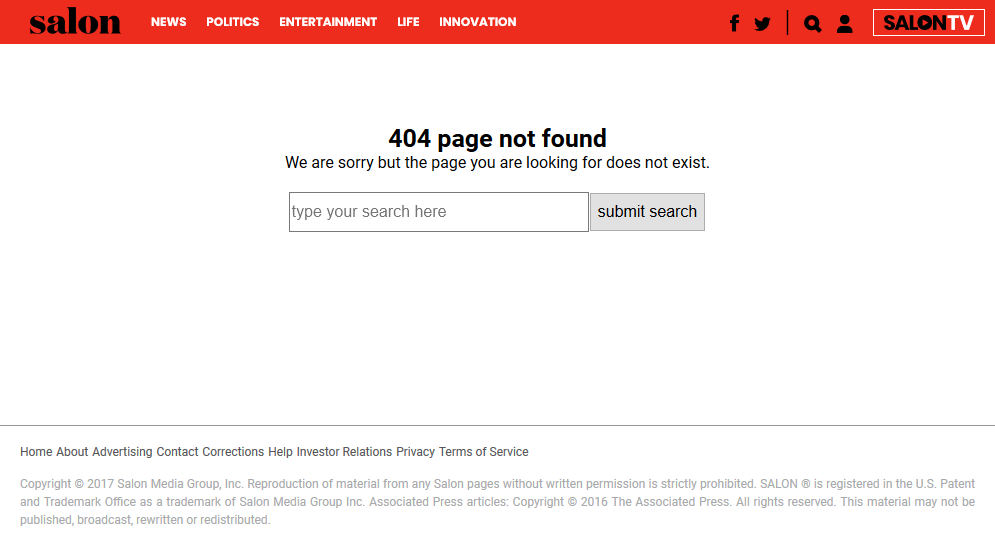 salon NEWS POLITICS ENTERTAINMENT LIFE INNOVATION SALON TV
404 page not found
We are sorry but the page you are looking for does not exist.
type your search here submit search
Home About Advertising Contact Corrections Help Investor Relations Privacy Terms of Service
Copyright © 2017 Salon Media Group, Inc. Reproduction of material from any Salon pages without written permission is strictly prohibited. SALON ® is registered in the U.S. Patent
and Trademark Office as a trademark of Salon Media Group Inc. Associated Press articles: Copyright © 2016 The Associated Press. All rights reserved. This material may not be
published, broadcast, rewritten or redistributed.